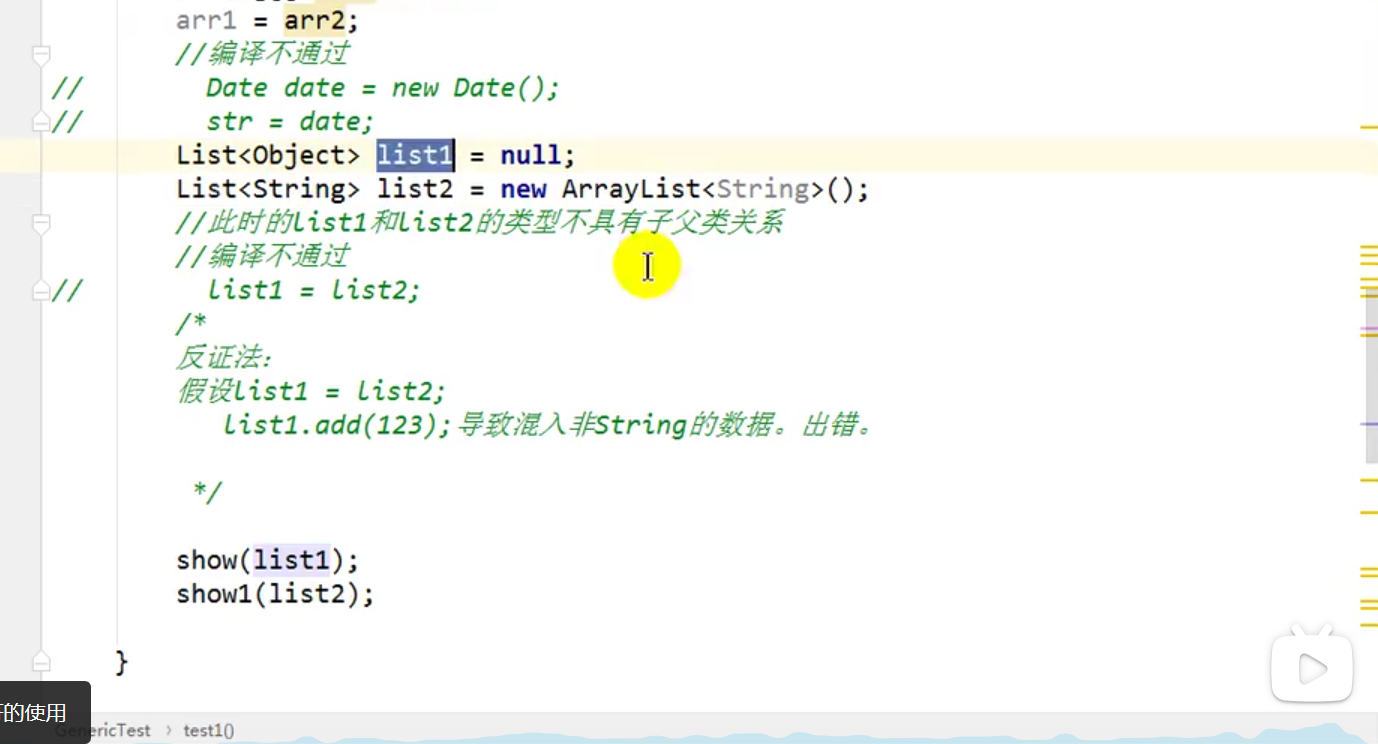 arr1 = arr2;
//编译不通过
// Date date = new Date();
// str = date;
List<Object> list1 = null;
List<String> list2 = new ArrayList<String>();
//此时的list1和list2的类型不具有子父类关系
//编译不通过
// list1 = list2;
/*
反证法:
假设list1 = list2;
list1.add(123);导致混入非String的数据。出错。
*/
show(list1);
show1(list2);
}
的使用
GenericTest › test1()